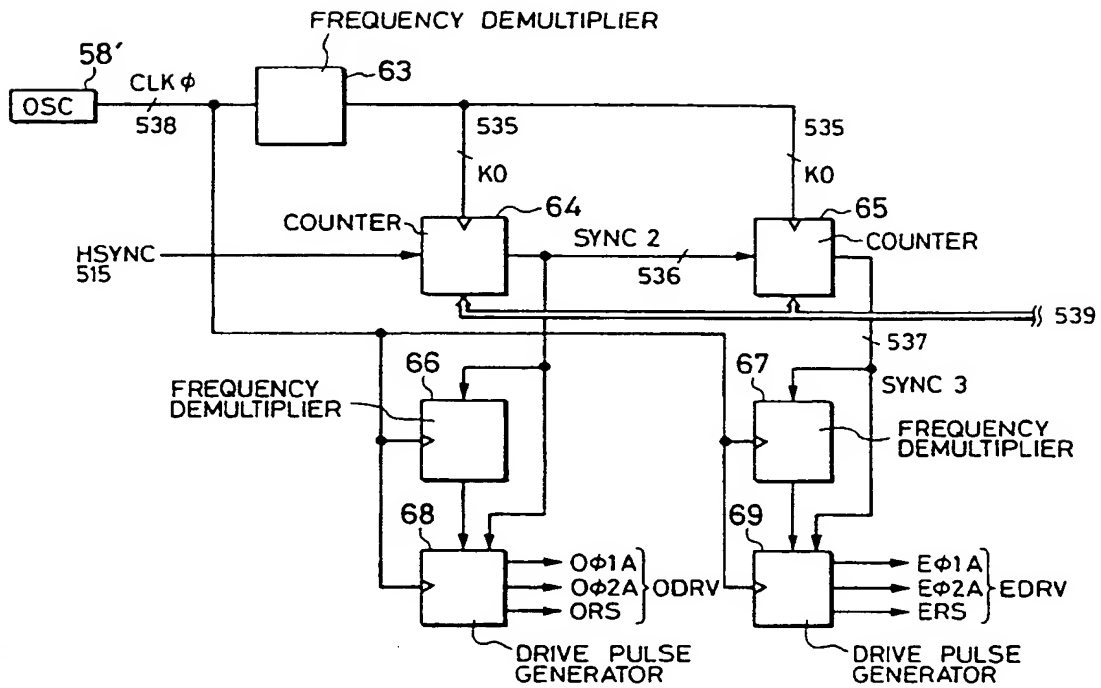 FREQUENCY DEMULTIPLIER
58′
63
CLK ϕ
OSC
538
535
535
K0
K0
64
65
COUNTER
COUNTER
SYNC 2
HSYNC
515
536
539
537
66
67
SYNC 3
FREQUENCY
DEMULTIPLIER
FREQUENCY
DEMULTIPLIER
68
69
Oϕ1A
Oϕ2A
ORS
ODRV
Eϕ1A
Eϕ2A
ERS
EDRV
DRIVE PULSE
GENERATOR
DRIVE PULSE
GENERATOR